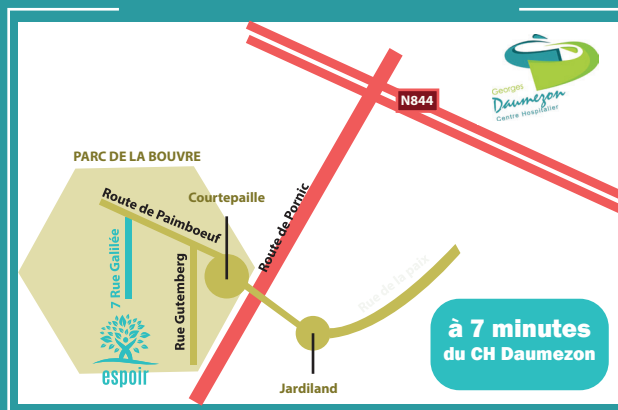 Georges
Daumezon
Centre Hospitalier
N844
PARC DE LA BOUVRE
Route de Paimboeuf
Courtepaille
Route de Pornic
7 Rue Galilée
Rue Gutemberg
Rue de la paix
espoir
Jardiland
à 7 minutes
du CH Daumezon